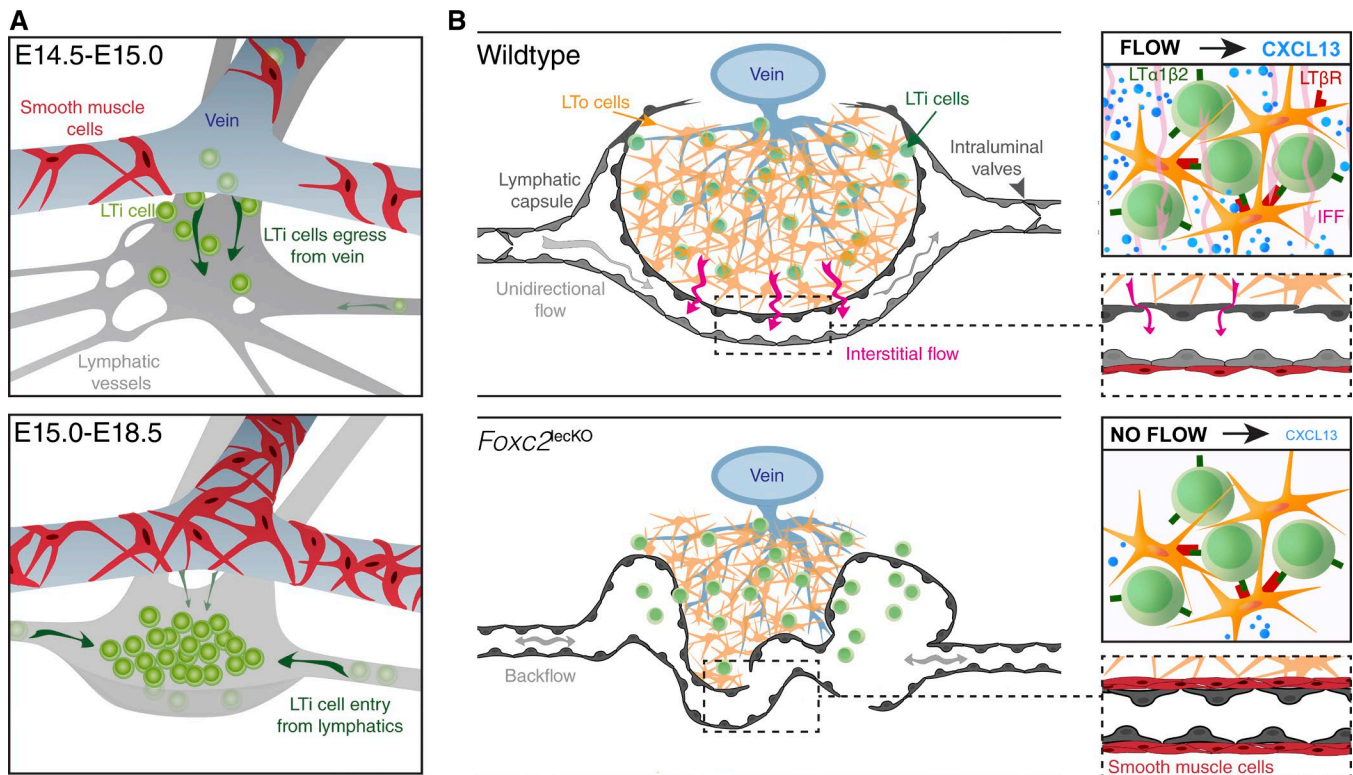 A
E14.5-E15.0
Smooth muscle
cells
Vein
LTi cell
LTi cells egress
from vein
Lymphatic
vessels
E15.0-E18.5
LTi cell entry
from lymphatics
B
Wildtype
Vein
LTo cells
LTi cells
Lymphatic
capsule
Intraluminal
valves
Unidirectional
flow
Interstitial flow
FLOW → CXCL13
LTα1β2
LTβR
IFF
Foxc2lecKO
Vein
Backflow
NO FLOW → CXCL13
Smooth muscle cells